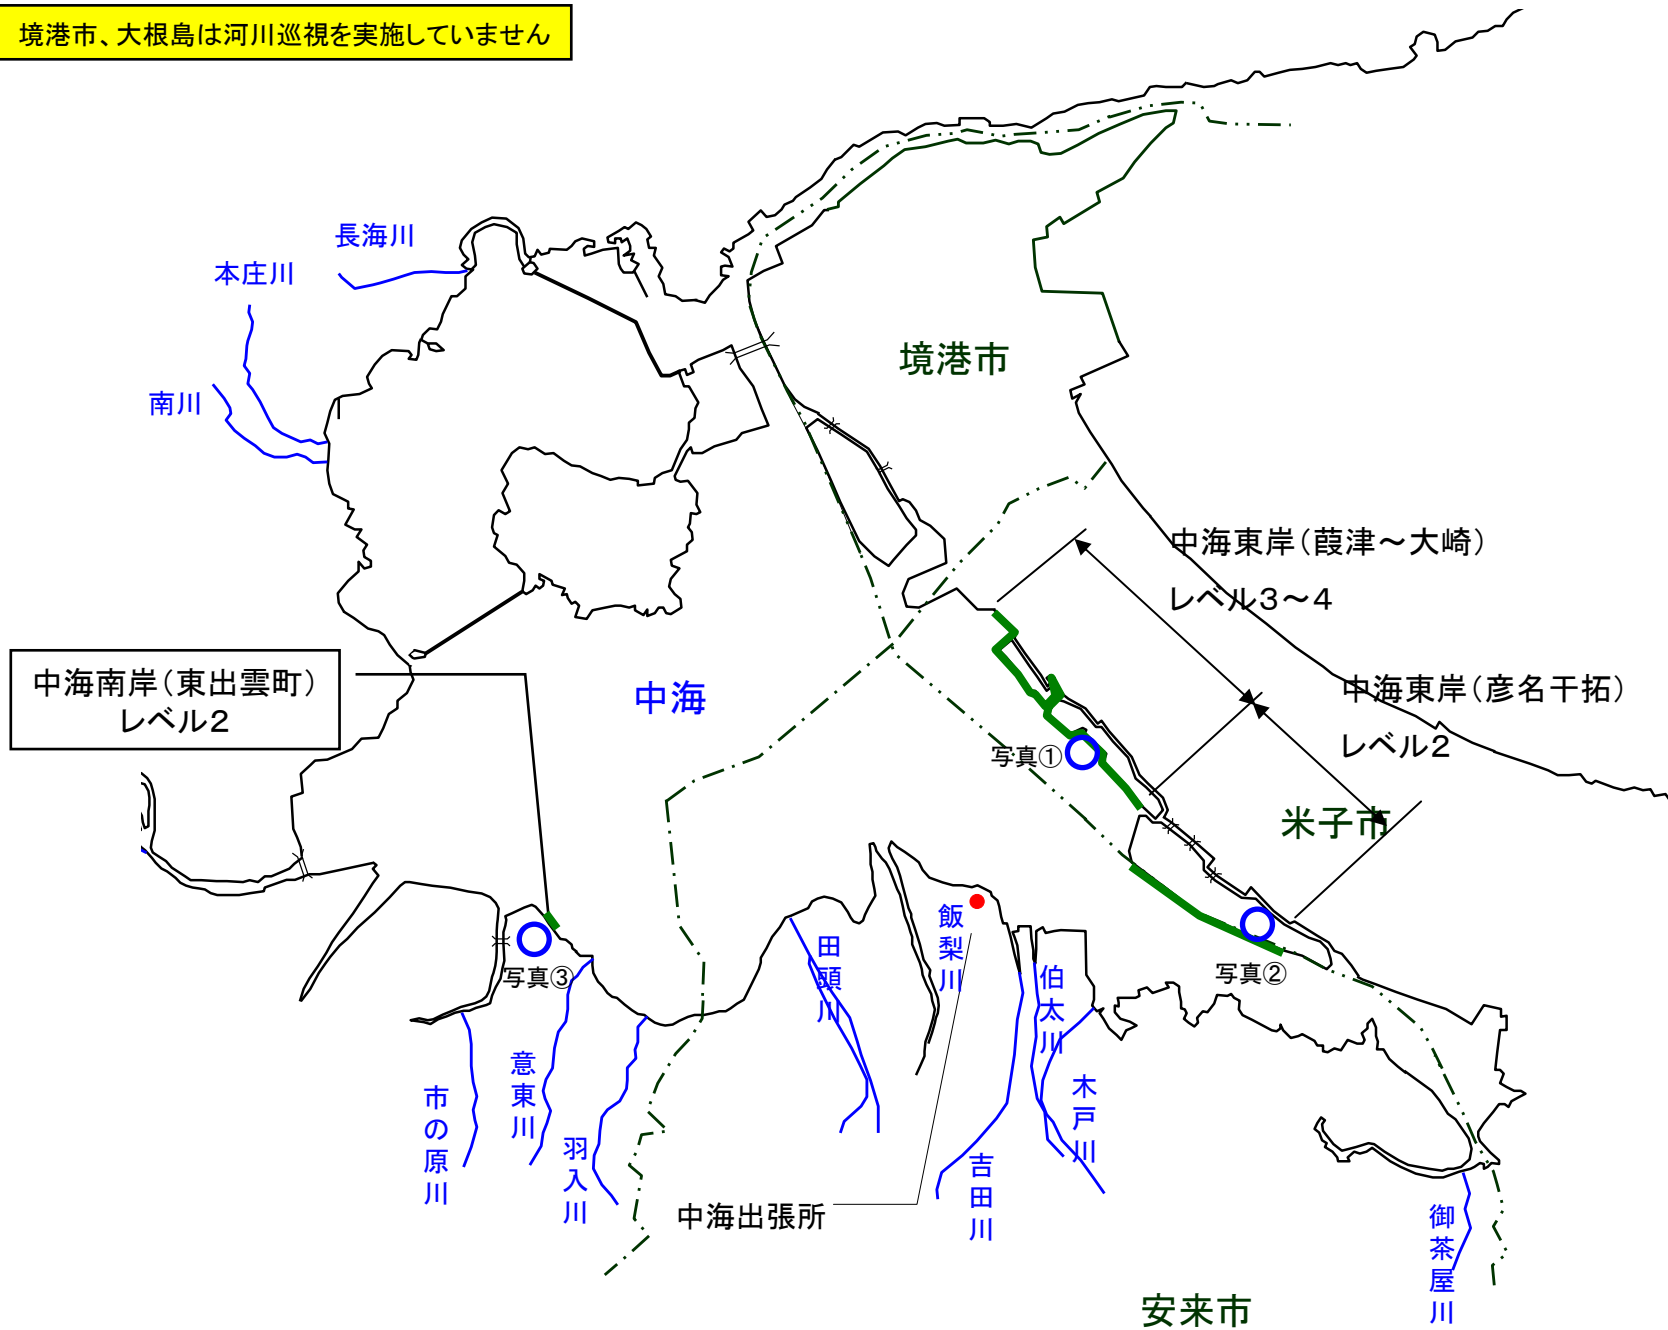 境港市、大根島は河川巡視を実施していません
長海川
本庄川
南川
境港市
中海東岸(葭津～大崎)
レベル3～4
中海南岸(東出雲町)
レベル2
中海
中海東岸(彦名干拓)
レベル2
写真①
米子市
写真②
写真③
田頭川
飯梨川
伯太川
木戸川
吉田川
意東川
市の原川
羽入川
中海出張所
御茶屋川
安来市